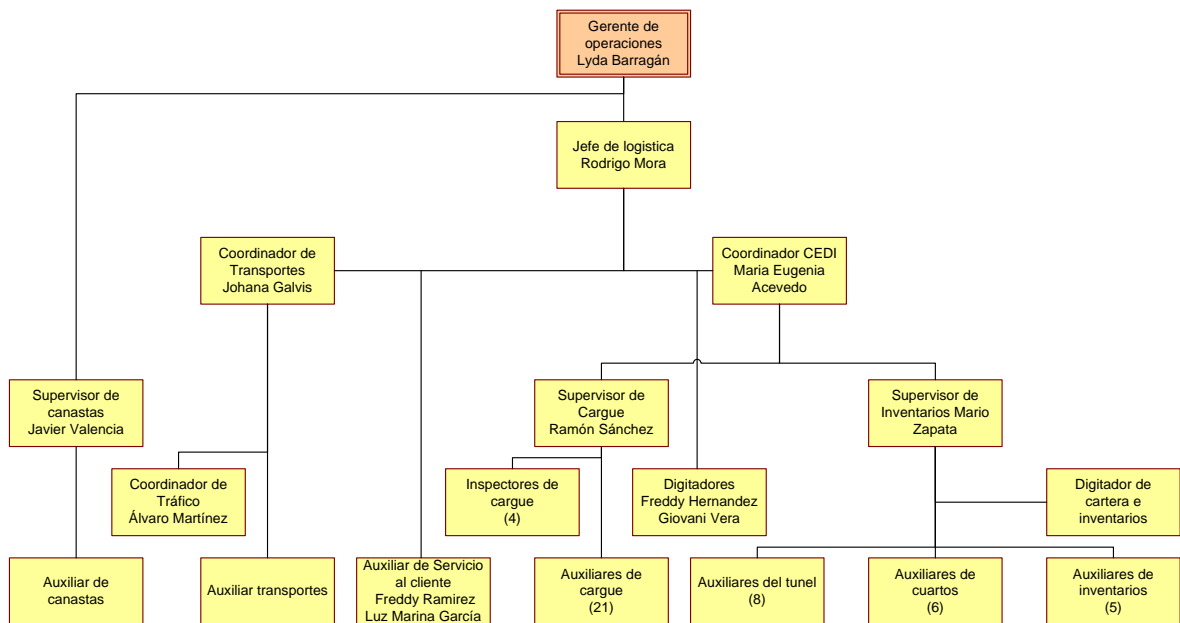 Gerente de
operaciones
Lyda Barragán
Jefe de logistica
Rodrigo Mora
Coordinador de
Transportes
Johana Galvis
Coordinador CEDI
Maria Eugenia
Acevedo
Supervisor de
canastas
Javier Valencia
Supervisor de
Cargue
Ramón Sánchez
Supervisor de
Inventarios Mario
Zapata
Coordinador de
Tráfico
Álvaro Martínez
Inspectores de
cargue
(4)
Digitadores
Freddy Hernandez
Giovani Vera
Digitador de
cartera e
inventarios
Auxiliar de
canastas
Auxiliar transportes
Auxiliar de Servicio
al cliente
Freddy Ramirez
Luz Marina García
Auxiliares de
cargue
(21)
Auxiliares del tunel
(8)
Auxiliares de
cuartos
(6)
Auxiliares de
inventarios
(5)